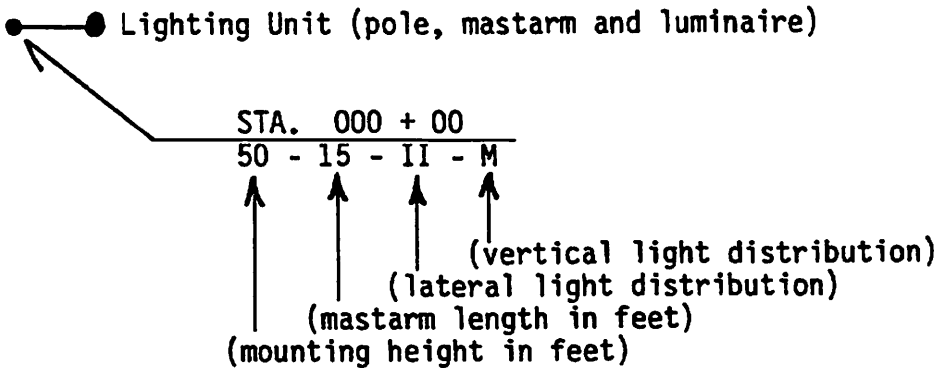 Lighting Unit (pole, mastarm and luminaire)
STA. 000 + 00
50 - 15 - II - M
(vertical light distribution)
(lateral light distribution)
(mastarm length in feet)
(mounting height in feet)